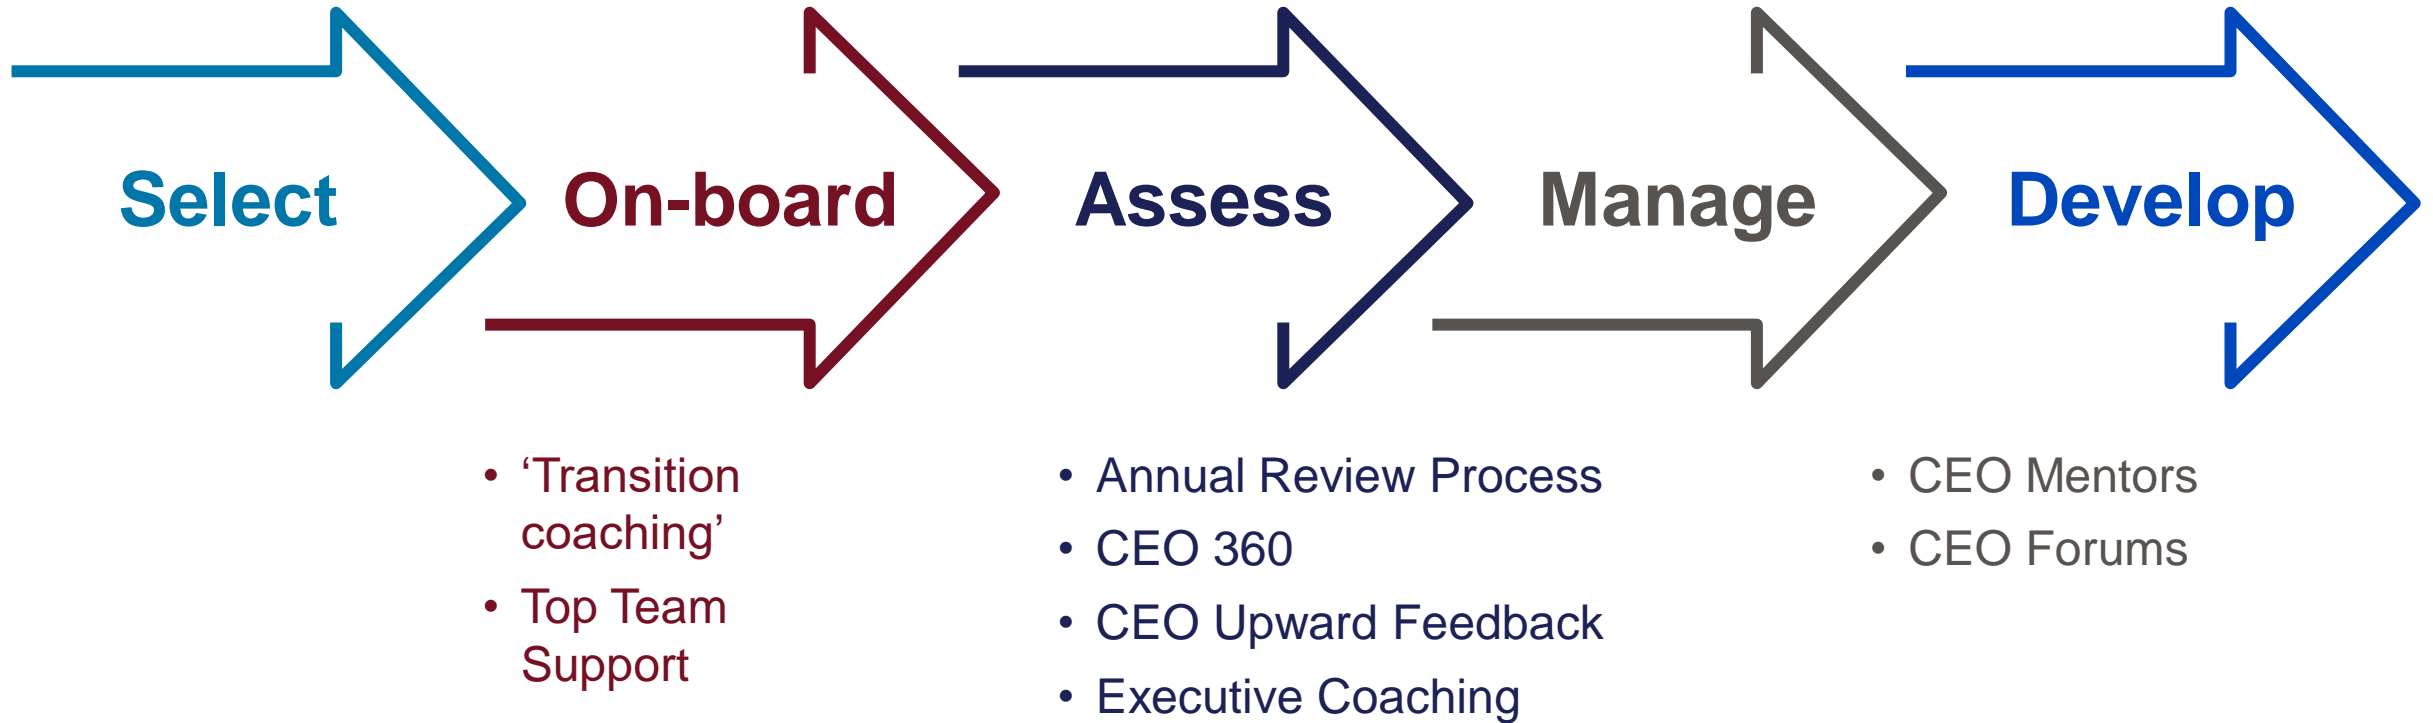 Select
On-board
Assess
Manage
Develop
• ‘Transition
coaching’
• Top Team
Support
• Annual Review Process
• CEO 360
• CEO Upward Feedback
• Executive Coaching
• CEO Mentors
• CEO Forums